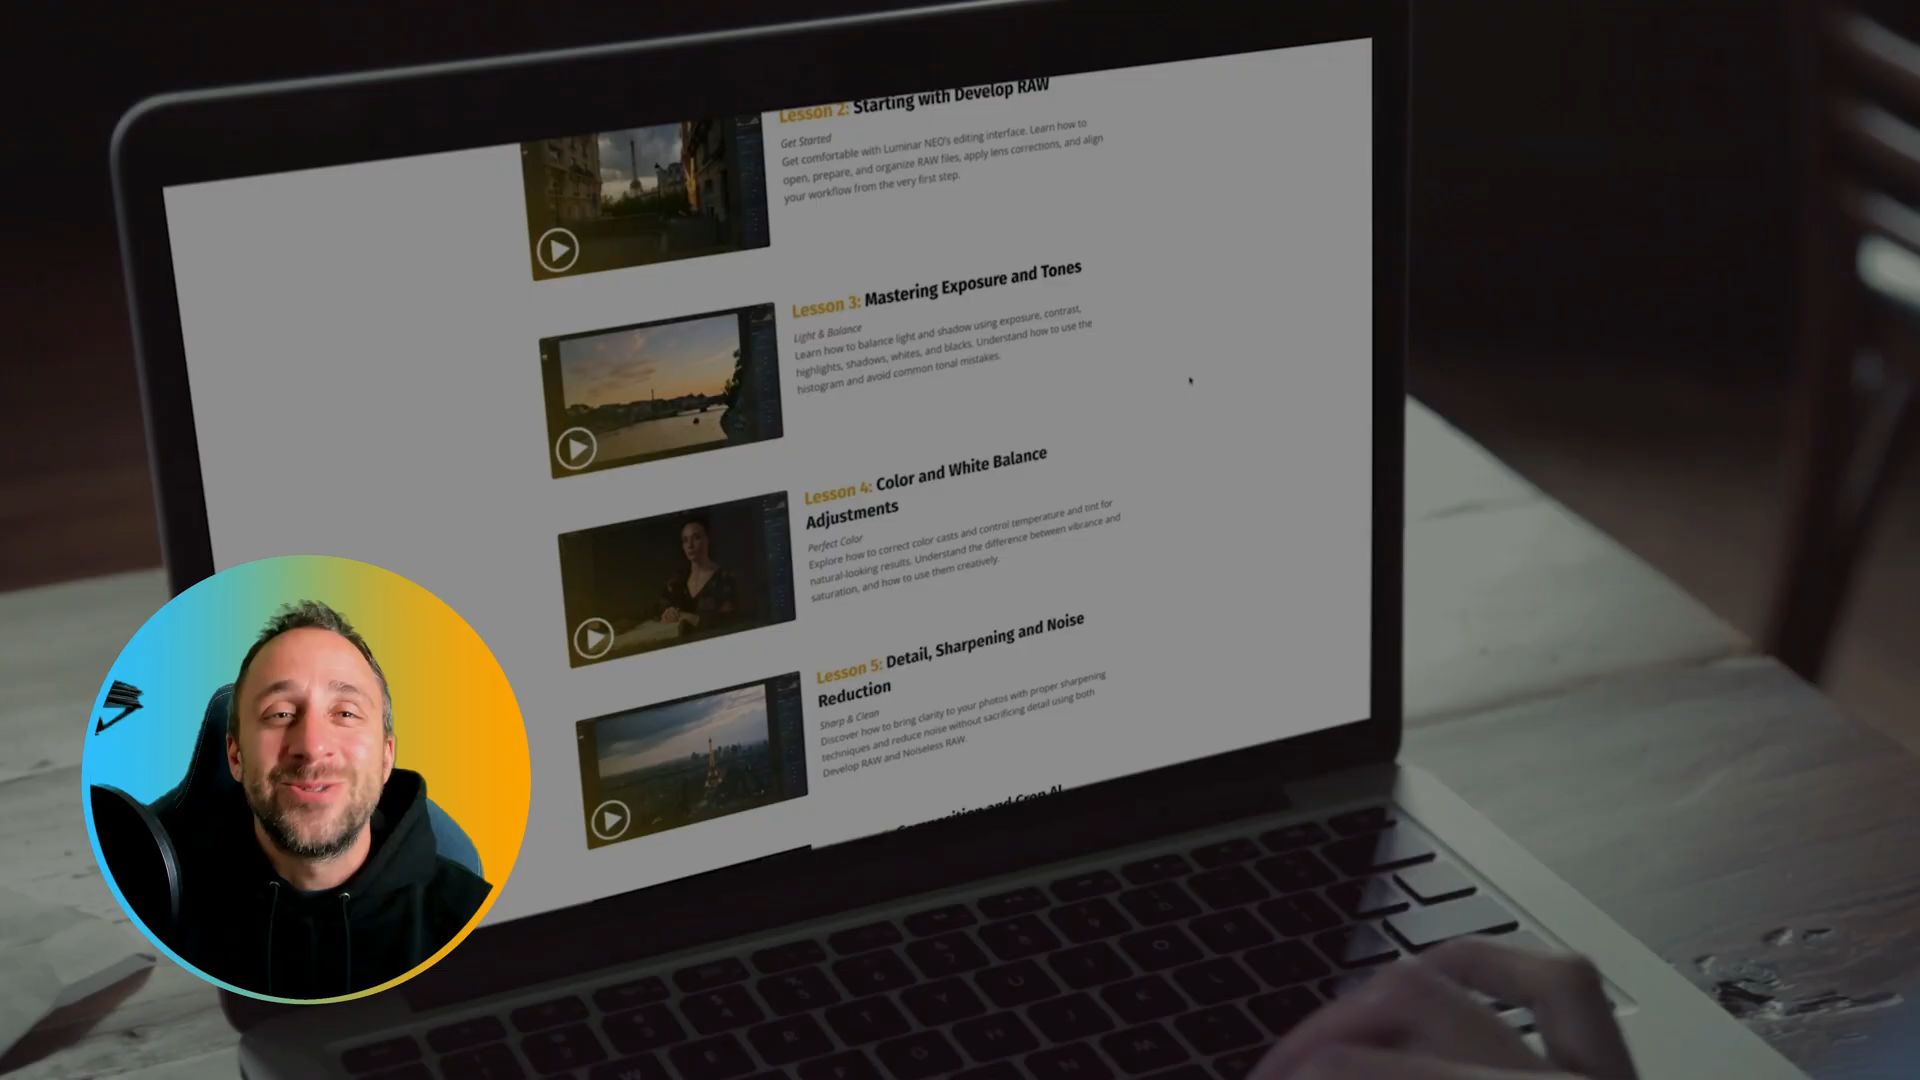 Lesson 2: Starting with Develop RAW
Get Started
Get comfortable with Luminar NEO's editing interface. Learn how to
open, prepare, and organize RAW files, apply lens corrections, and align
your workflow from the very first step.
Lesson 3: Mastering Exposure and Tones
Light & Balance
Learn how to balance light and shadow using exposure, contrast,
highlights, shadows, whites, and blacks. Understand how to use the
histogram and avoid common tonal mistakes.
Lesson 4: Color and White Balance
Adjustments
Perfect Color
Explore how to correct color casts and control temperature and tint for
natural-looking results. Understand the difference between vibrance and
saturation, and how to use them creatively.
Lesson 5: Detail, Sharpening and Noise
Reduction
Sharp & Clean
Discover how to bring clarity to your photos with proper sharpening
techniques and reduce noise without sacrificing detail using both
Develop RAW and Noiseless RAW.
Composition and Crop AI